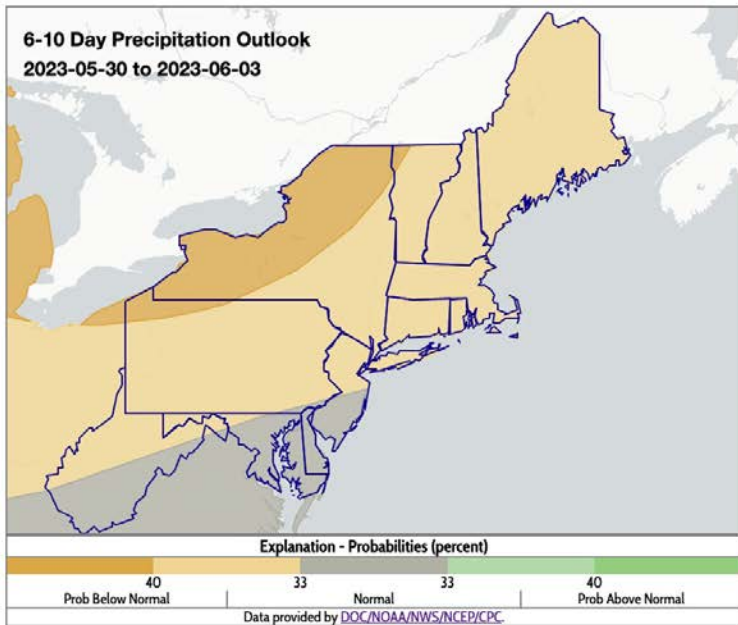 6-10 Day Precipitation Outlook
2023-05-30 to 2023-06-03
Explanation - Probabilities (percent)
40 33 33 40
Prob Below Normal Normal Prob Above Normal
Data provided by DOC/NOAA/NWS/NCEP/CPC.